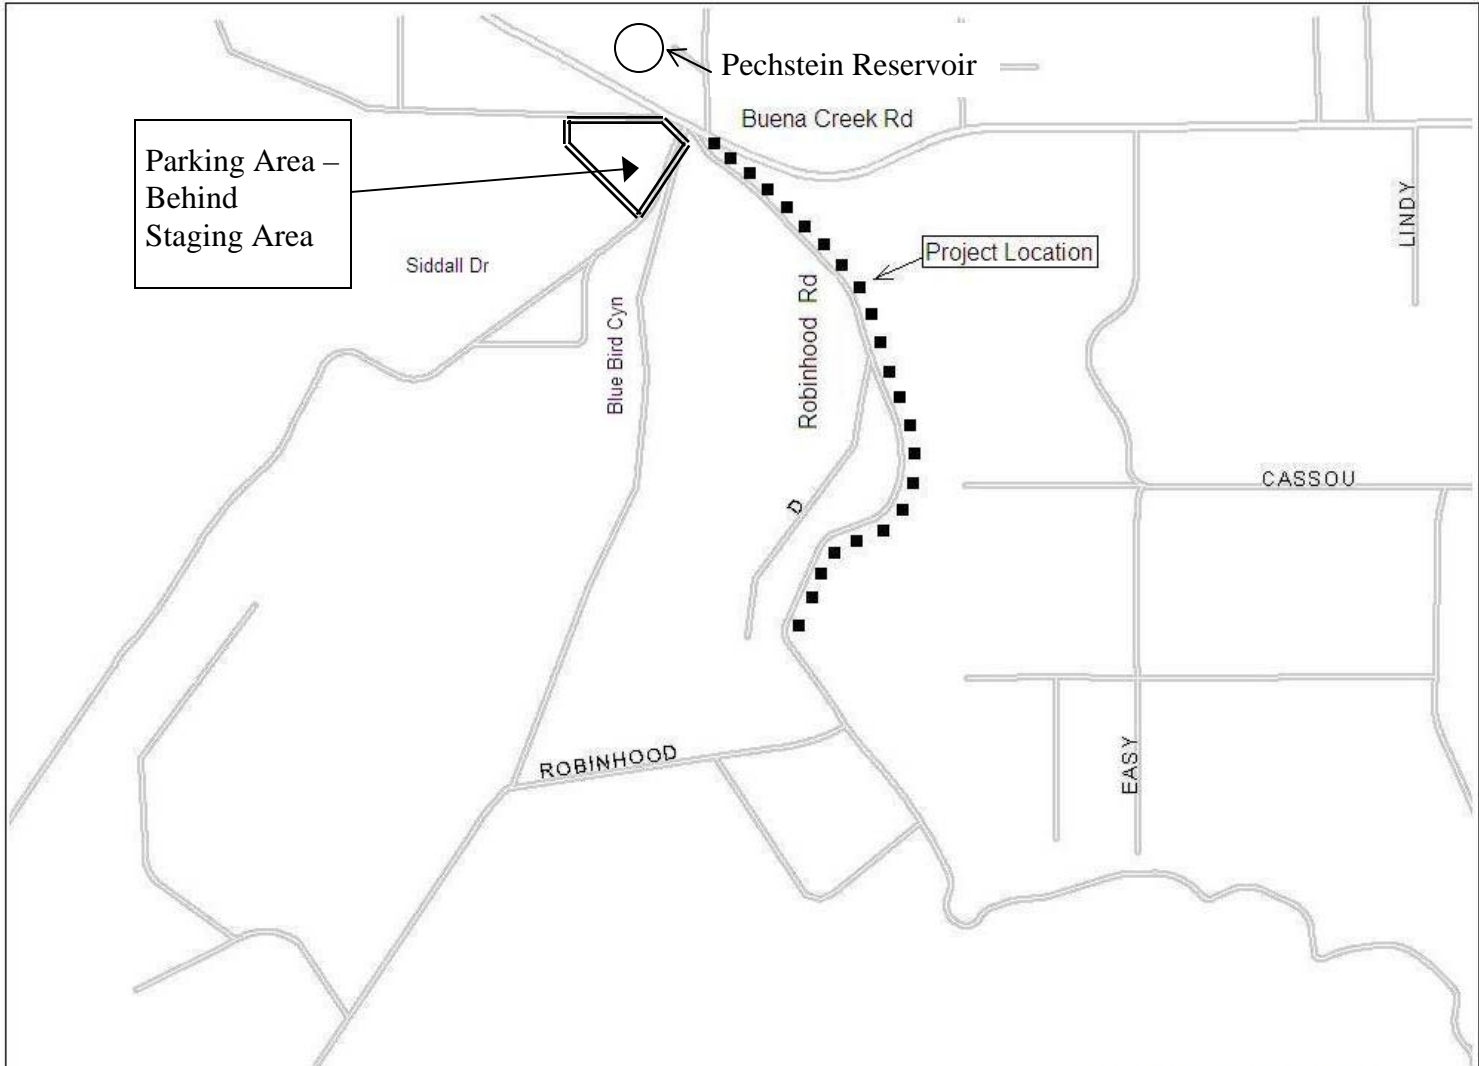 Pechstein Reservoir
Buena Creek Rd
Parking Area –
Behind
Staging Area
LINDY
Project Location
Siddall Dr
Robinhood Rd
Blue Bird Cyn
CASSOU
D
ROBINHOOD
EASY